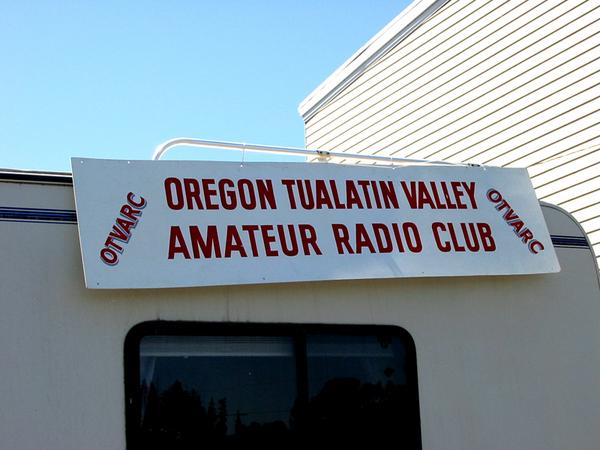 OTVARC
OREGON TUALATIN VALLEY
AMATEUR RADIO CLUB
OTVARC